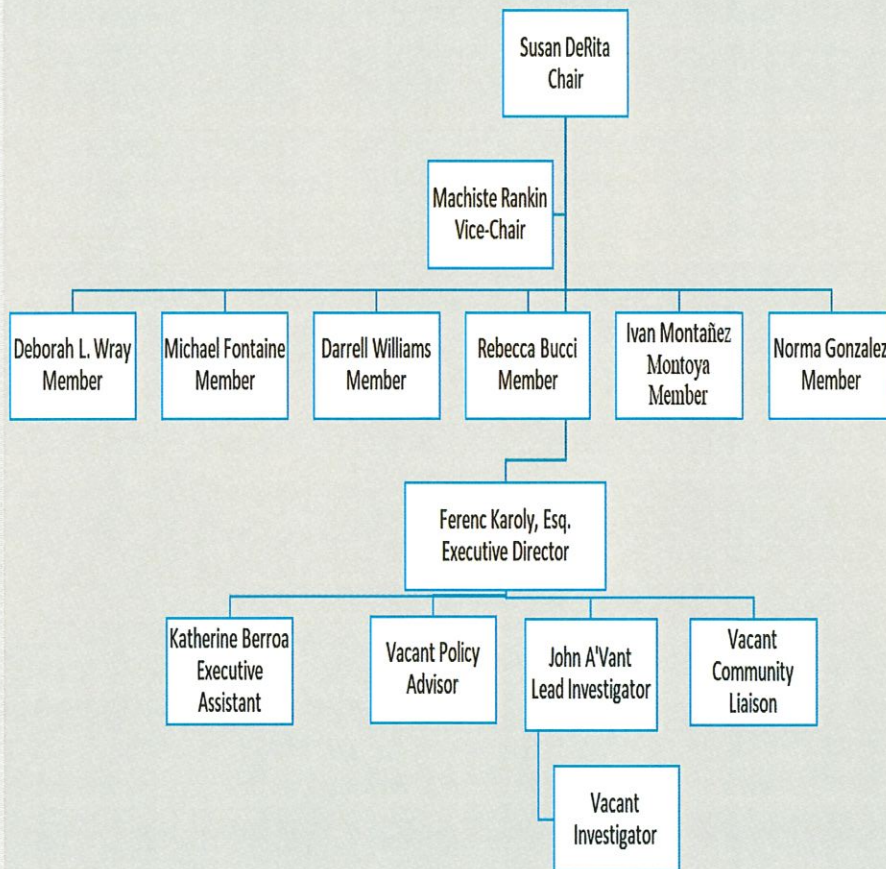 Susan DeRita
Chair
Machiste Rankin
Vice-Chair
Deborah L. Wray
Member
Michael Fontaine
Member
Darrell Williams
Member
Rebecca Bucci
Member
Ivan Montañez
Montoya
Member
Norma Gonzalez
Member
Ferenc Karoly, Esq.
Executive Director
Katherine Berroa
Executive
Assistant
Vacant Policy
Advisor
John A'Vant
Lead Investigator
Vacant
Community
Liaison
Vacant
Investigator